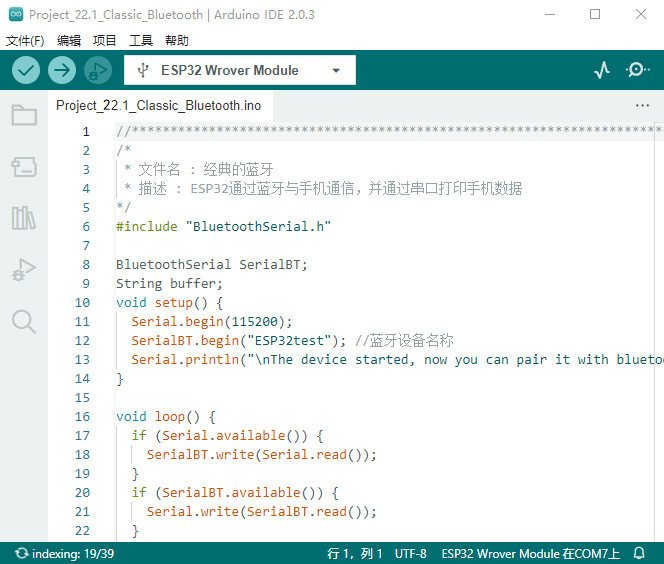 Project_22.1_Classic_Bluetooth | Arduino IDE 2.0.3
文件(F) 编辑 项目 工具 帮助
ESP32 Wrover Module
Project_22.1_Classic_Bluetooth.ino
1 //**********************************************************************
2 /*
3 * 文件名 : 经典的蓝牙
4 * 描述 : ESP32通过蓝牙与手机通信，并通过串口打印手机数据
5 */
6 #include "BluetoothSerial.h"
7
8 BluetoothSerial SerialBT;
9 String buffer;
10 void setup() {
11 Serial.begin(115200);
12 SerialBT.begin("ESP32test"); //蓝牙设备名称
13 Serial.println("\nThe device started, now you can pair it with bluetoo
14 }
15
16 void loop() {
17 if (Serial.available()) {
18 SerialBT.write(Serial.read());
19 }
20 if (SerialBT.available()) {
21 Serial.write(SerialBT.read());
22 }
indexing: 19/39 行 1，列 1 UTF-8 ESP32 Wrover Module 在COM7上